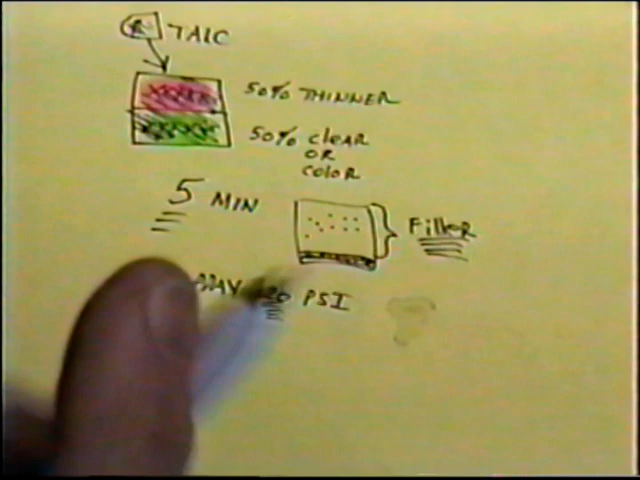 TALC
50% THINNER
50% CLEAR
OR
COLOR
5 MIN
Filler
PSI